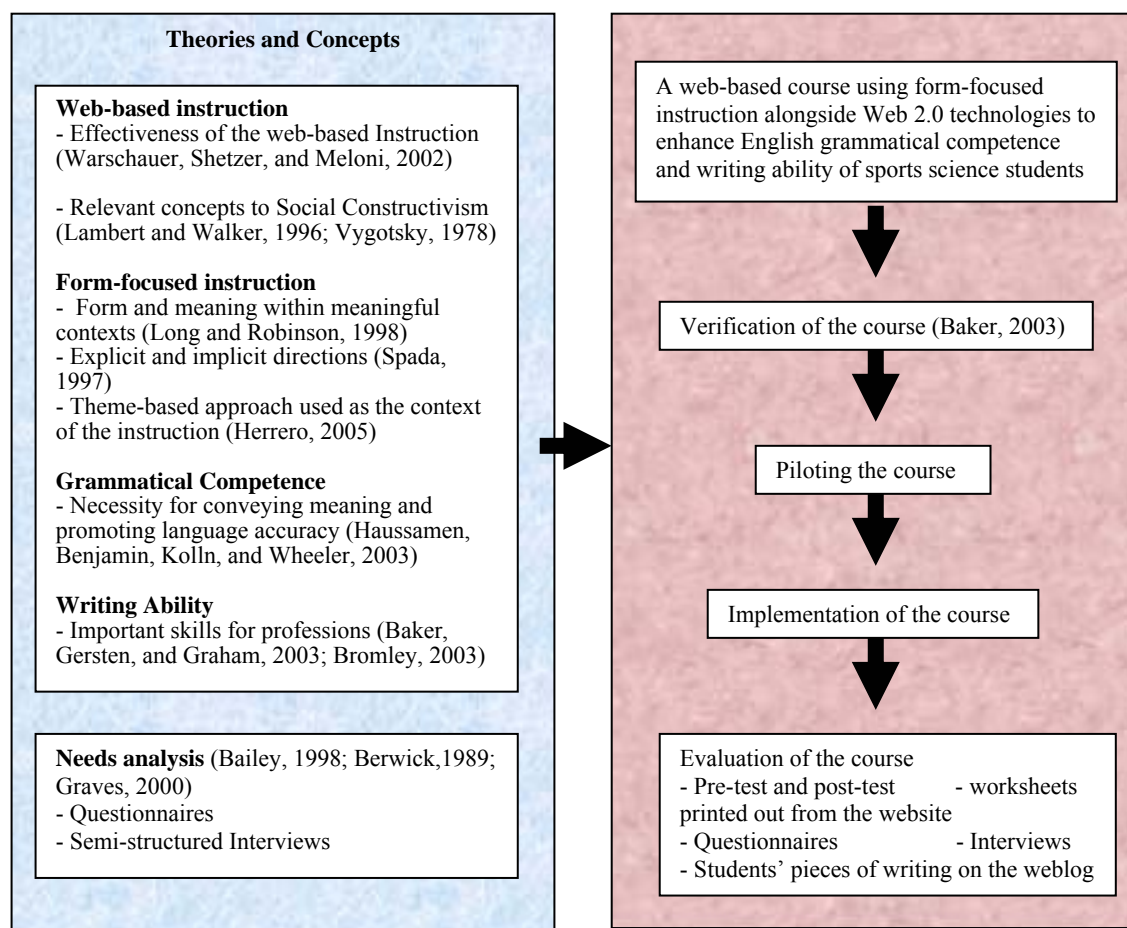 Theories and Concepts
Web-based instruction
- Effectiveness of the web-based Instruction
(Warschauer, Shetzer, and Meloni, 2002)
- Relevant concepts to Social Constructivism
(Lambert and Walker, 1996; Vygotsky, 1978)
Form-focused instruction
- Form and meaning within meaningful
contexts (Long and Robinson, 1998)
- Explicit and implicit directions (Spada,
1997)
- Theme-based approach used as the context
of the instruction (Herrero, 2005)
Grammatical Competence
- Necessity for conveying meaning and
promoting language accuracy (Haussamen,
Benjamin, Kolln, and Wheeler, 2003)
Writing Ability
- Important skills for professions (Baker,
Gersten, and Graham, 2003; Bromley, 2003)
Needs analysis (Bailey, 1998; Berwick,1989;
Graves, 2000)
- Questionnaires
- Semi-structured Interviews
A web-based course using form-focused
instruction alongside Web 2.0 technologies to
enhance English grammatical competence
and writing ability of sports science students
Verification of the course (Baker, 2003)
Piloting the course
Implementation of the course
Evaluation of the course
- Pre-test and post-test - worksheets
printed out from the website
- Questionnaires - Interviews
- Students’ pieces of writing on the weblog